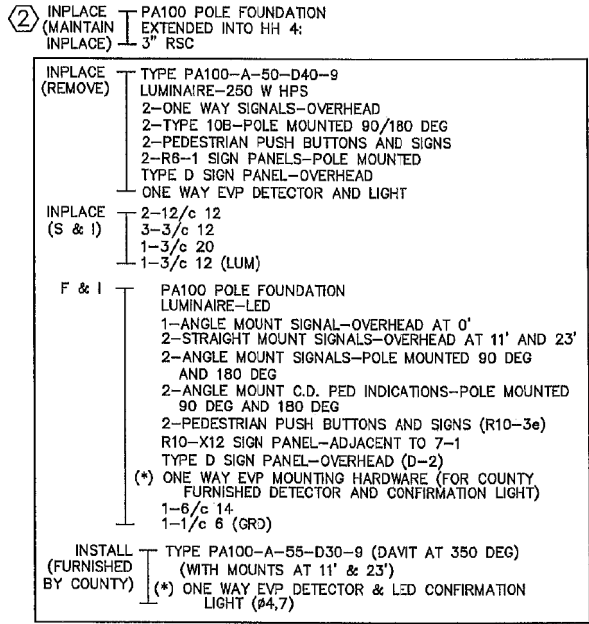 2 INPLACE PA100 POLE FOUNDATION
(MAINTAIN EXTENDED INTO HH 4:
INPLACE) 3" RSC
INPLACE TYPE PA100-A-50-D40-9
(REMOVE) LUMINAIRE-250 W HPS
2-ONE WAY SIGNALS-OVERHEAD
2-TYPE 10B-POLE MOUNTED 90/180 DEG
2-PEDESTRIAN PUSH BUTTONS AND SIGNS
2-R6-1 SIGN PANELS-POLE MOUNTED
TYPE D SIGN PANEL-OVERHEAD
ONE WAY EVP DETECTOR AND LIGHT
INPLACE 2-12/c 12
(S & I) 3-3/c 12
1-3/c 20
1-3/c 12 (LUM)
F & I PA100 POLE FOUNDATION
LUMINAIRE-LED
1-ANGLE MOUNT SIGNAL-OVERHEAD AT 0'
2-STRAIGHT MOUNT SIGNALS-OVERHEAD AT 11' AND 23'
2-ANGLE MOUNT SIGNALS-POLE MOUNTED 90 DEG
AND 180 DEG
2-ANGLE MOUNT C.D. PED INDICATIONS-POLE MOUNTED
90 DEG AND 180 DEG
2-PEDESTRIAN PUSH BUTTONS AND SIGNS (R10-3e)
R10-X12 SIGN PANEL-ADJACENT TO 7-1
TYPE D SIGN PANEL-OVERHEAD (D-2)
(*) ONE WAY EVP MOUNTING HARDWARE (FOR COUNTY
FURNISHED DETECTOR AND CONFIRMATION LIGHT)
1-6/c 14
1-1/c 6 (GRD)
INSTALL TYPE PA100-A-55-D30-9 (DAVIT AT 350 DEG)
(FURNISHED (WITH MOUNTS AT 11' & 23')
BY COUNTY) (*) ONE WAY EVP DETECTOR & LED CONFIRMATION
LIGHT (ø4,7)